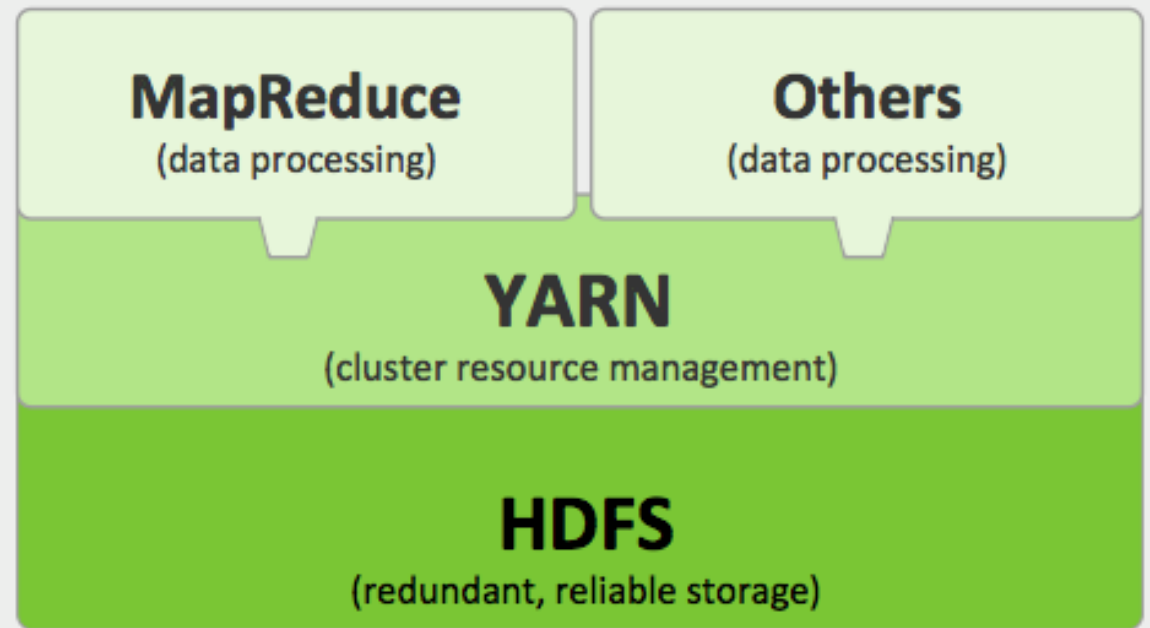 MapReduce
(data processing)
Others
(data processing)
YARN
(cluster resource management)
HDFS
(redundant, reliable storage)